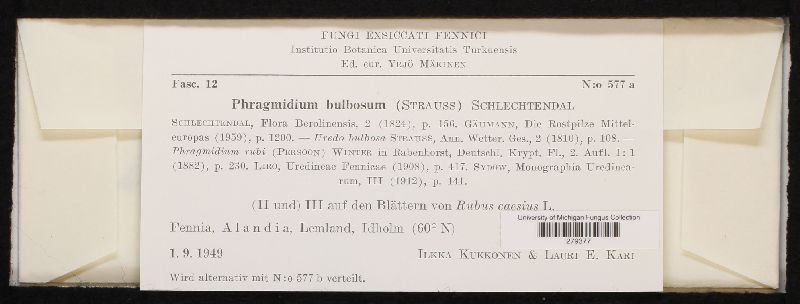 FUNGI EXSICCATI FENNICI
Institutio Botanica Universitatis Turkuensis
Ed. cur. YRJÖ MÄKINEN
Fasc. 12 N:o 577 a
Phragmidium bulbosum (STRAUSS) SCHLECHTENDAL
SCHLECHTENDAL, Flora Berolinensis, 2 (1824), p. 156. GÄUMANN, Die Rostpilze Mittel-
europas (1959), p. 1200. — Uredo bulbosa STRAUSS, Ann. Wetter. Ges., 2 (1810), p. 108. —
Phragmidium rubi (PERSOON) WINTER in Rabenhorst, Deutschl. Krypt. Fl., 2. Aufl. 1: 1
(1882), p. 230. LIRO, Uredineae Fennicae (1908), p. 417. SYDOW, Monographia Uredinea-
rum, III (1912), p. 141.
(II und) III auf den Blättern von Rubus caesius L.
Fennia, Alandia, Lemland, Idholm (60° N)
University of Michigan Fungus Collection
279377
1. 9. 1949 ILKKA KUKKONEN & LAURI E. KARI
Wird alternativ mit N:o 577 b verteilt.